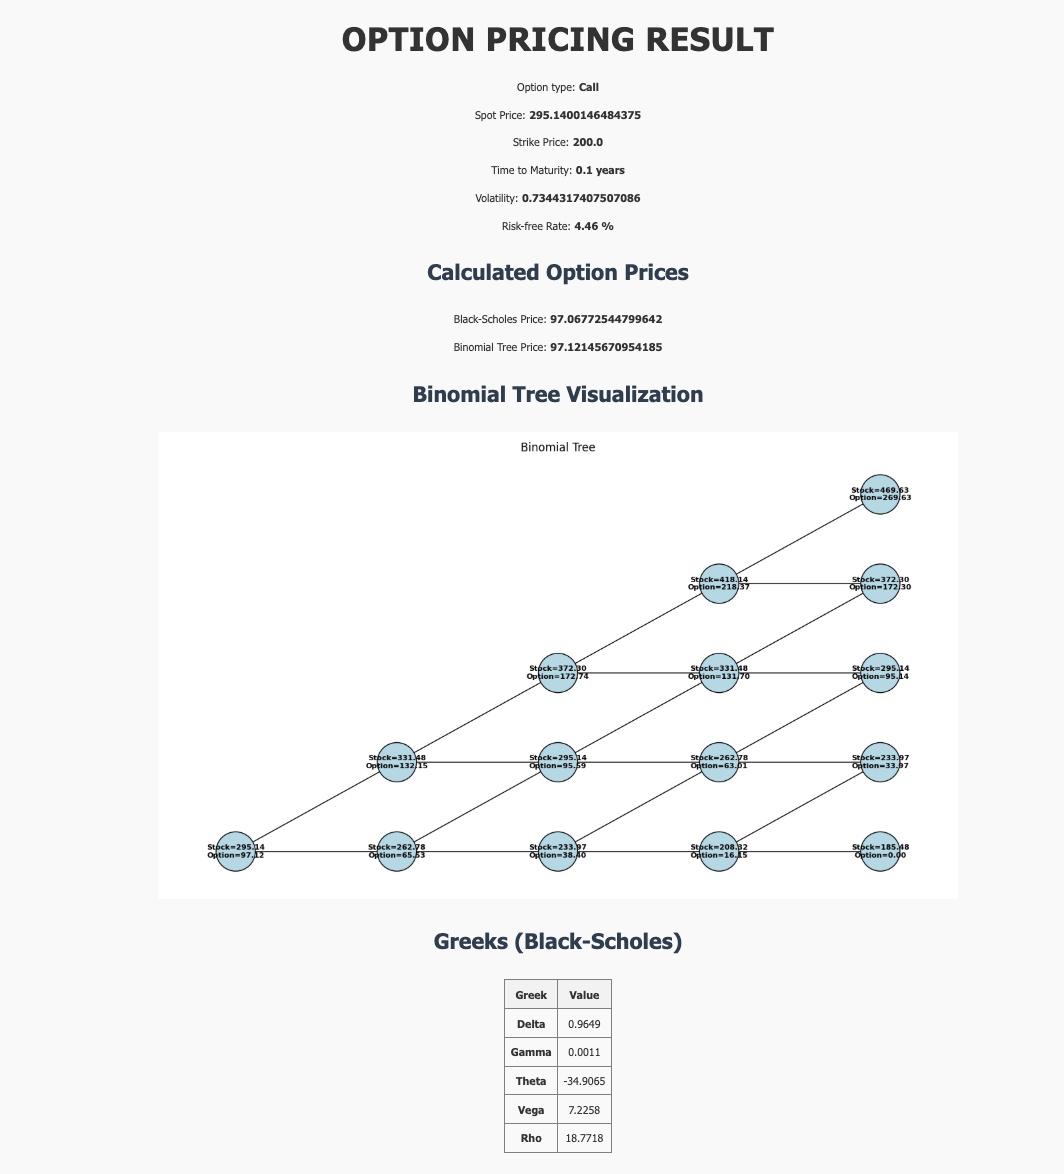 OPTION PRICING RESULT
Option type: Call
Spot Price: 295.1400146484375
Strike Price: 200.0
Time to Maturity: 0.1 years
Volatility: 0.7344317407507086
Risk-free Rate: 4.46 %
Calculated Option Prices
Black-Scholes Price: 97.06772544799642
Binomial Tree Price: 97.12145670954185
Binomial Tree Visualization
Binomial Tree
Stock=469.63
Option=269.63
Stock=418.14
Option=218.37
Stock=372.30
Option=172.30
Stock=372.30
Option=172.74
Stock=331.48
Option=131.70
Stock=295.14
Option=95.14
Stock=331.48
Option=132.15
Stock=295.14
Option=95.59
Stock=262.78
Option=63.01
Stock=233.97
Option=33.97
Stock=295.14
Option=97.12
Stock=262.78
Option=65.53
Stock=233.97
Option=38.40
Stock=208.32
Option=16.15
Stock=185.48
Option=0.00
Greeks (Black-Scholes)
Greek Value
Delta 0.9649
Gamma 0.0011
Theta -34.9065
Vega 7.2258
Rho 18.7718